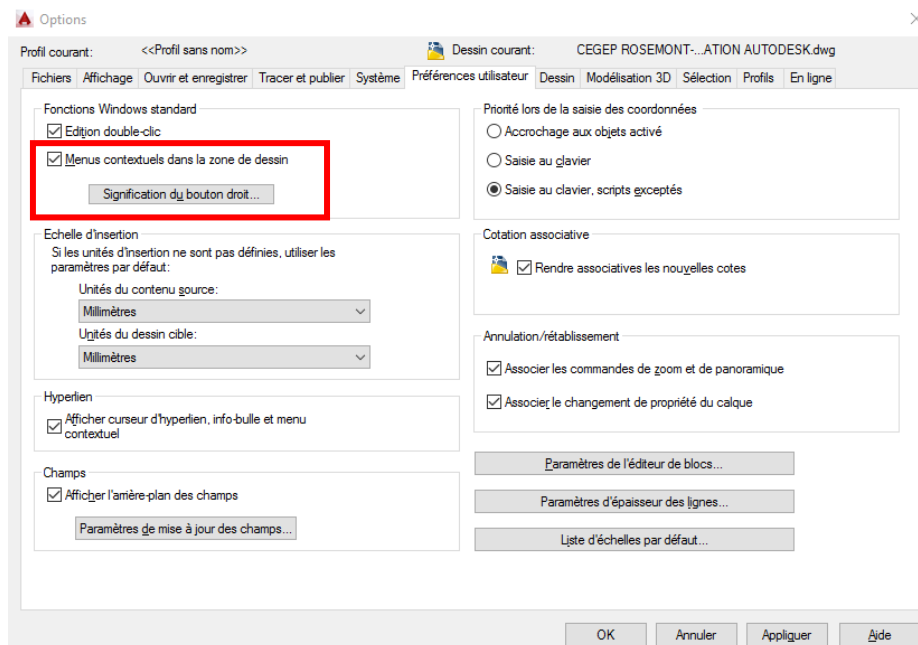 Options
Profil courant: <<Profil sans nom>> Dessin courant: CEGEP ROSEMONT-...ATION AUTODESK.dwg
Fichiers Affichage Ouvrir et enregistrer Tracer et publier Système Préférences utilisateur Dessin Modélisation 3D Sélection Profils En ligne
Fonctions Windows standard
Edition double-clic
Menus contextuels dans la zone de dessin
Signification du bouton droit...
Echelle d'insertion
Si les unités d'insertion ne sont pas définies, utiliser les
paramètres par défaut:
Unités du contenu source:
Millimètres
Unités du dessin cible:
Millimètres
Hyperlien
Afficher curseur d'hyperlien, info-bulle et menu
contextuel
Champs
Afficher l'arrière-plan des champs
Paramètres de mise à jour des champs...
Priorité lors de la saisie des coordonnées
Accrochage aux objets activé
Saisie au clavier
Saisie au clavier, scripts exceptés
Cotation associative
Rendre associatives les nouvelles cotes
Annulation/rétablissement
Associer les commandes de zoom et de panoramique
Associer le changement de propriété du calque
Paramètres de l'éditeur de blocs...
Paramètres d'épaisseur des lignes...
Liste d'échelles par défaut...
OK Annuler Appliquer Aide